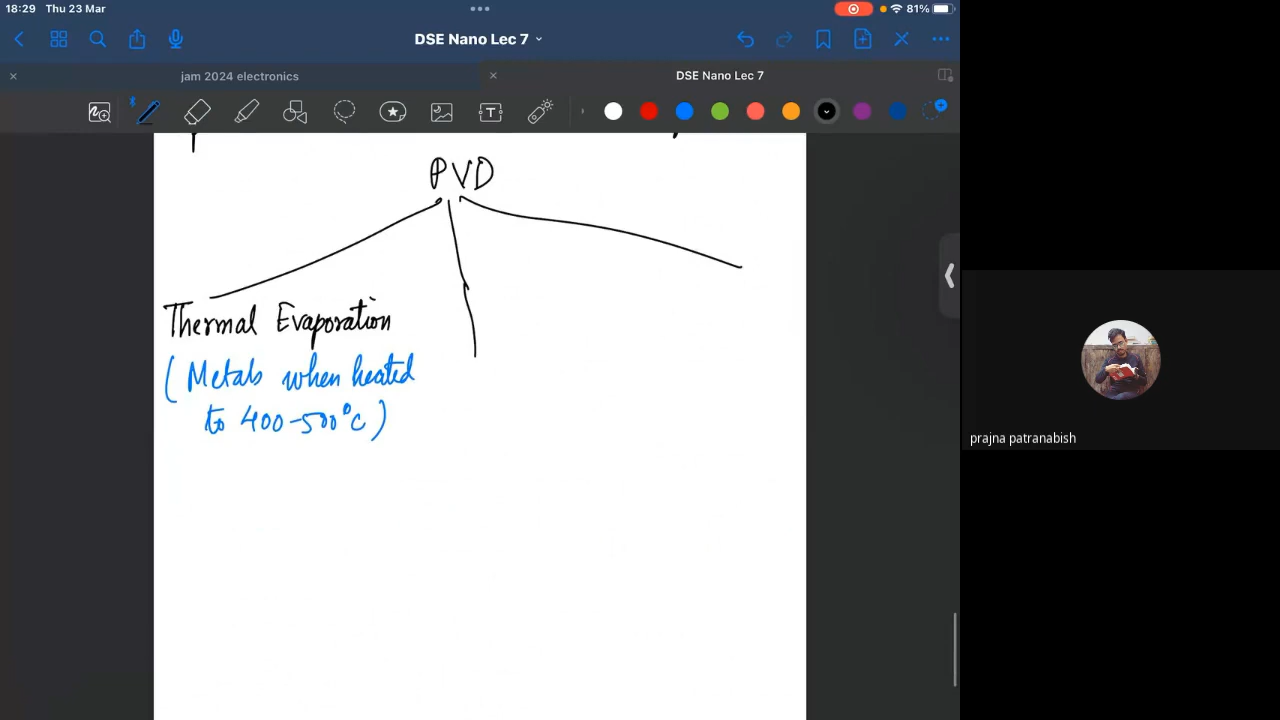 18:29 Thu 23 Mar
81%
DSE Nano Lec 7
jam 2024 electronics
DSE Nano Lec 7
PVD
Thermal Evaporation
(Metals when heated
to 400-500°C)
prajna patranabish